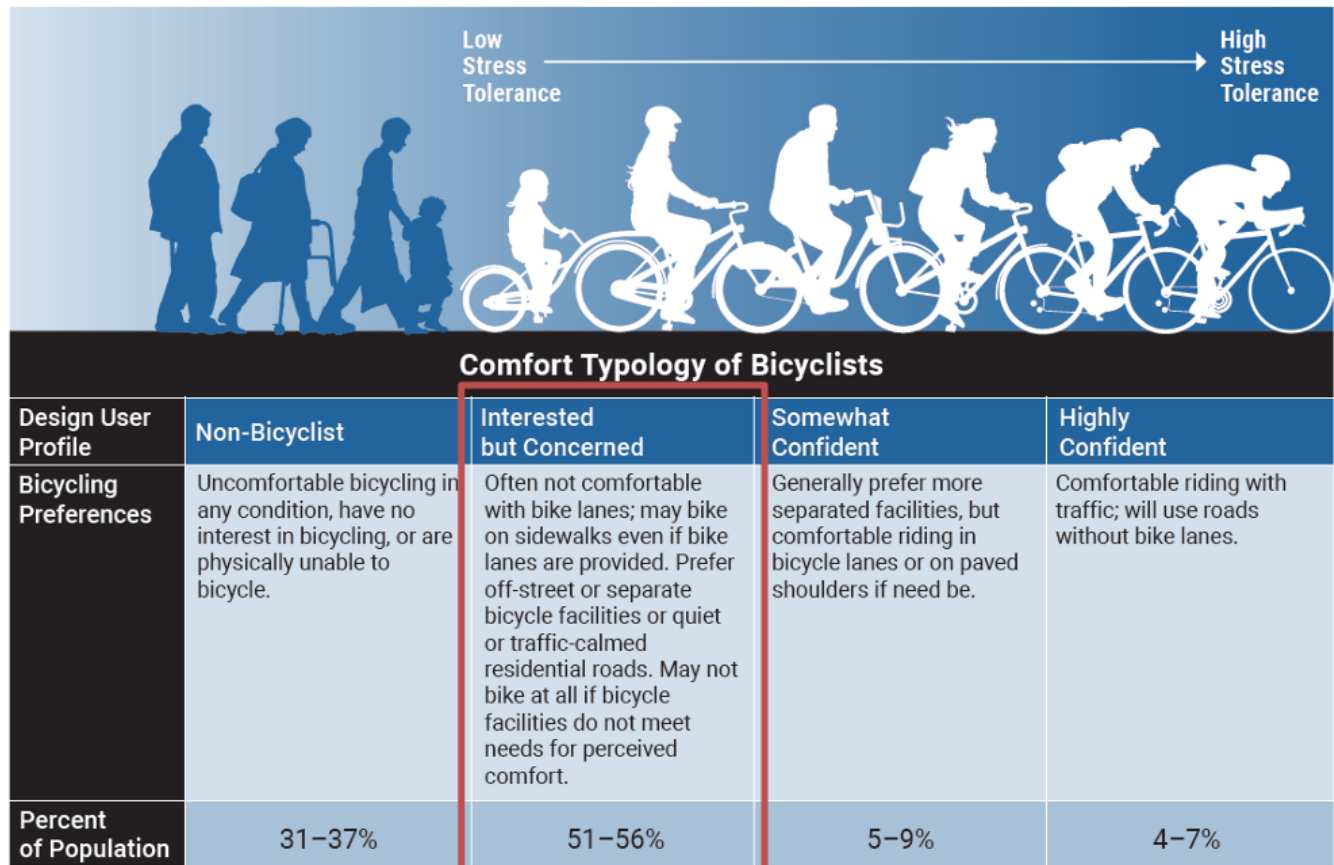 Low
Stress
Tolerance
High
Stress
Tolerance
Comfort Typology of Bicyclists
Design User
Profile
Non-Bicyclist
Interested
but Concerned
Somewhat
Confident
Highly
Confident
Bicycling
Preferences
Uncomfortable bicycling in
any condition, have no
interest in bicycling, or are
physically unable to
bicycle.
Often not comfortable
with bike lanes; may bike
on sidewalks even if bike
lanes are provided. Prefer
off-street or separate
bicycle facilities or quiet
or traffic-calmed
residential roads. May not
bike at all if bicycle
facilities do not meet
needs for perceived
comfort.
Generally prefer more
separated facilities, but
comfortable riding in
bicycle lanes or on paved
shoulders if need be.
Comfortable riding with
traffic; will use roads
without bike lanes.
Percent
of Population
31–37%
51–56%
5–9%
4–7%